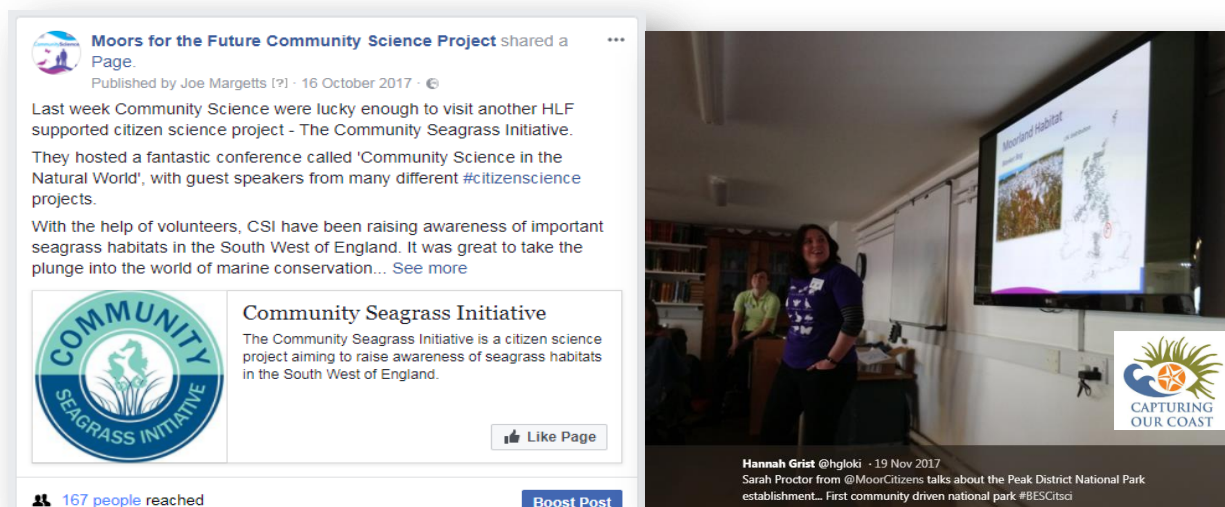 Moors for the Future Community Science Project shared a
Page.
Published by Joe Margetts [?] · 16 October 2017 ·
Last week Community Science were lucky enough to visit another HLF
supported citizen science project - The Community Seagrass Initiative.
They hosted a fantastic conference called 'Community Science in the
Natural World', with guest speakers from many different #citizenscience
projects.
With the help of volunteers, CSI have been raising awareness of important
seagrass habitats in the South West of England. It was great to take the
plunge into the world of marine conservation... See more
COMMUNITY
SEAGRASS INITIATIVE
Community Seagrass Initiative
The Community Seagrass Initiative is a citizen science
project aiming to raise awareness of seagrass habitats
in the South West of England.
Like Page
167 people reached
Boost Post
Moorland Habitat
CAPTURING
OUR COAST
Hannah Grist @hgloki · 19 Nov 2017
Sarah Proctor from @MoorCitizens talks about the Peak District National Park
establishment... First community driven national park #BESCitsci